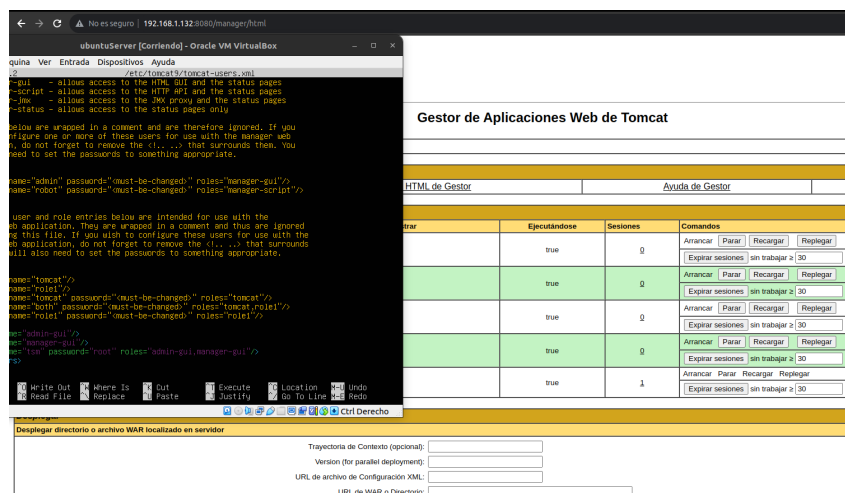 No es seguro 192.168.1.132:8080/manager/html
ubuntuServer [Corriendo] - Oracle VM VirtualBox
quina Ver Entrada Dispositivos Ayuda
.2 /etc/tomcat9/tomcat-users.xml
r-gui - allows access to the HTML GUI and the status pages
r-script - allows access to the HTTP API and the status pages
r-jmx - allows access to the JMX proxy and the status pages
r-status - allows access to the status pages only
below are wrapped in a comment and are therefore ignored. If you
nfigure one or more of these users for use with the manager web
n, do not forget to remove the <!.. ..> that surrounds them. You
need to set the passwords to something appropriate.
name="admin" password="<must-be-changed>" roles="manager-gui"/>
name="robot" password="<must-be-changed>" roles="manager-script"/>
user and role entries below are intended for use with the
eb application. They are wrapped in a comment and thus are ignored
ng this file. If you wish to configure these users for use with the
eb application, do not forget to remove the <!.. ..> that surrounds
will also need to set the passwords to something appropriate.
name="tomcat"/>
name="role1"/>
name="tomcat" password="<must-be-changed>" roles="tomcat"/>
name="both" password="<must-be-changed>" roles="tomcat,role1"/>
name="role1" password="<must-be-changed>" roles="role1"/>
me="admin-gui"/>
me="manager-gui"/>
me="tsm" password="root" roles="admin-gui,manager-gui"/>
rs>
^O Write Out ^W Where Is ^K Cut ^T Execute ^C Location M-U Undo
^R Read File ^\ Replace ^U Paste ^J Justify ^/ Go To Line M-E Redo
Ctrl Derecho
Gestor de Aplicaciones Web de Tomcat
HTML de Gestor Ayuda de Gestor
trar Ejecutándose Sesiones Comandos
true 0 Arrancar Parar Recargar Replegar
Expirar sesiones sin trabajar ≥ 30
true 0 Arrancar Parar Recargar Replegar
Expirar sesiones sin trabajar ≥ 30
true 0 Arrancar Parar Recargar Replegar
Expirar sesiones sin trabajar ≥ 30
true 0 Arrancar Parar Recargar Replegar
Expirar sesiones sin trabajar ≥ 30
true 1 Arrancar Parar Recargar Replegar
Expirar sesiones sin trabajar ≥ 30
Desplegar
Desplegar directorio o archivo WAR localizado en servidor
Trayectoria de Contexto (opcional):
Version (for parallel deployment):
URL de archivo de Configuración XML:
URL de WAR o Directorio: